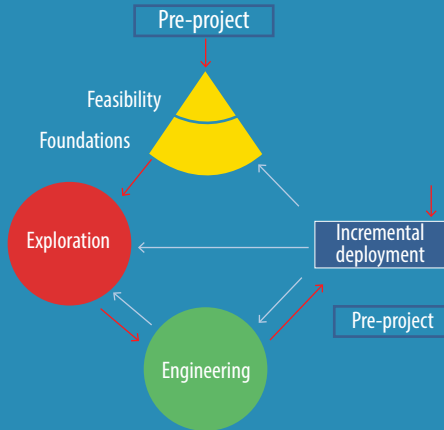 Pre-project
Feasibility
Foundations
Exploration
Incremental
deployment
Pre-project
Engineering